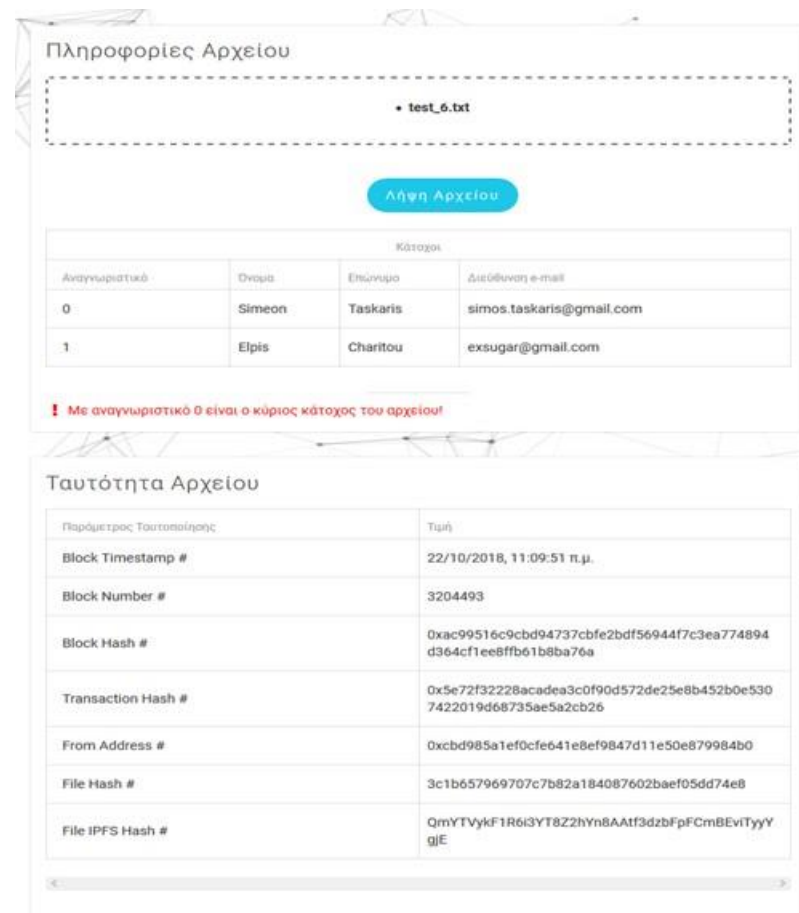 Πληροφορίες Αρχείου
• test_6.txt
Λήψη Αρχείου
Κάτοχοι
Αναγνωριστικό Όνομα Επώνυμο Διεύθυνση e-mail
0 Simeon Taskaris simos.taskaris@gmail.com
1 Elpis Charitou exsugar@gmail.com
! Με αναγνωριστικό 0 είναι ο κύριος κάτοχος του αρχείου!
Ταυτότητα Αρχείου
Παράμετρος Ταυτοποίησης Τιμή
Block Timestamp # 22/10/2018, 11:09:51 π.μ.
Block Number # 3204493
Block Hash # 0xac99516c9cbd94737cbfe2bdf56944f7c3ea774894
d364cf1ee8ffb61b8ba76a
Transaction Hash # 0x5e72f32228acadea3c0f90d572de25e8b452b0e530
7422019d68735ae5a2cb26
From Address # 0xcbd985a1ef0cfe641e8ef9847d11e50e879984b0
File Hash # 3c1b657969707c7b82a184087602baef05dd74e8
File IPFS Hash # QmYTVykF1R6i3YT8Z2hYn8AAtf3dzbFpFCmBEviTyyY
gjE